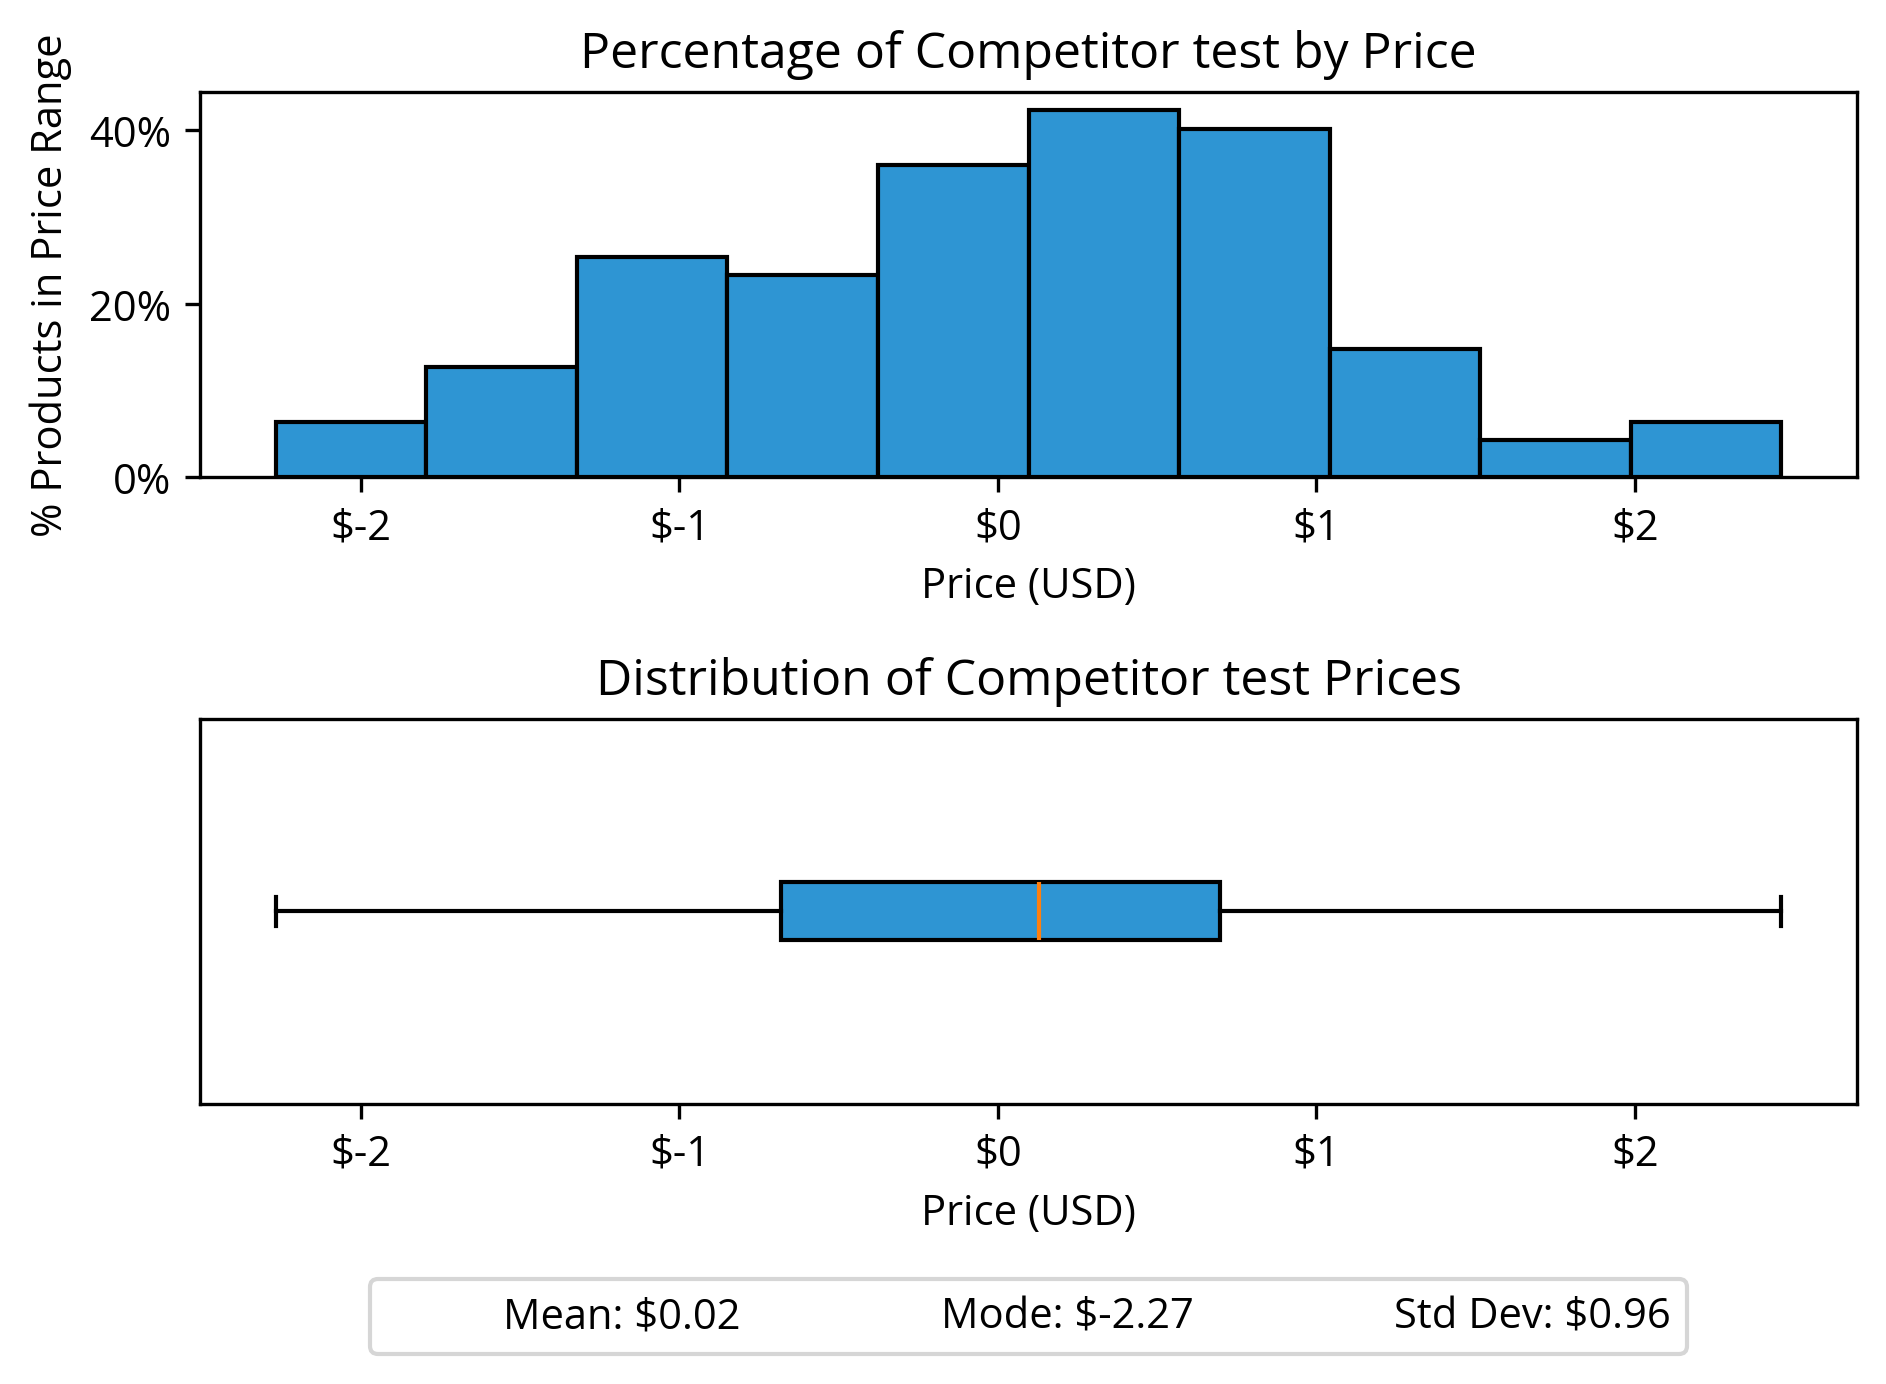 Percentage of Competitor test by Price
% Products in Price Range
40%
20%
0%
$-2 $-1 $0 $1 $2
Price (USD)
Distribution of Competitor test Prices
$-2 $-1 $0 $1 $2
Price (USD)
Mean: $0.02 Mode: $-2.27 Std Dev: $0.96